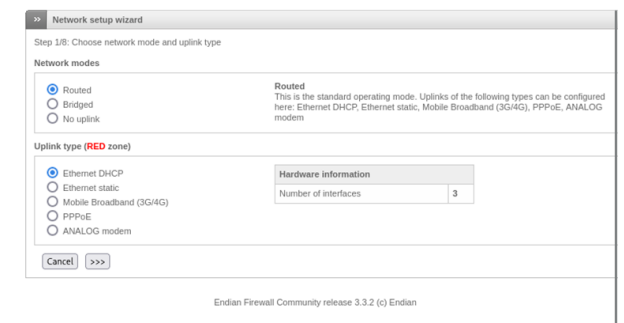 >> Network setup wizard
Step 1/8: Choose network mode and uplink type
Network modes
Routed
Bridged
No uplink
Routed
This is the standard operating mode. Uplinks of the following types can be configured
here: Ethernet DHCP, Ethernet static, Mobile Broadband (3G/4G), PPPoE, ANALOG
modem
Uplink type (RED zone)
Ethernet DHCP
Ethernet static
Mobile Broadband (3G/4G)
PPPoE
ANALOG modem
Hardware information
Number of interfaces 3
Cancel >>>
Endian Firewall Community release 3.3.2 (c) Endian